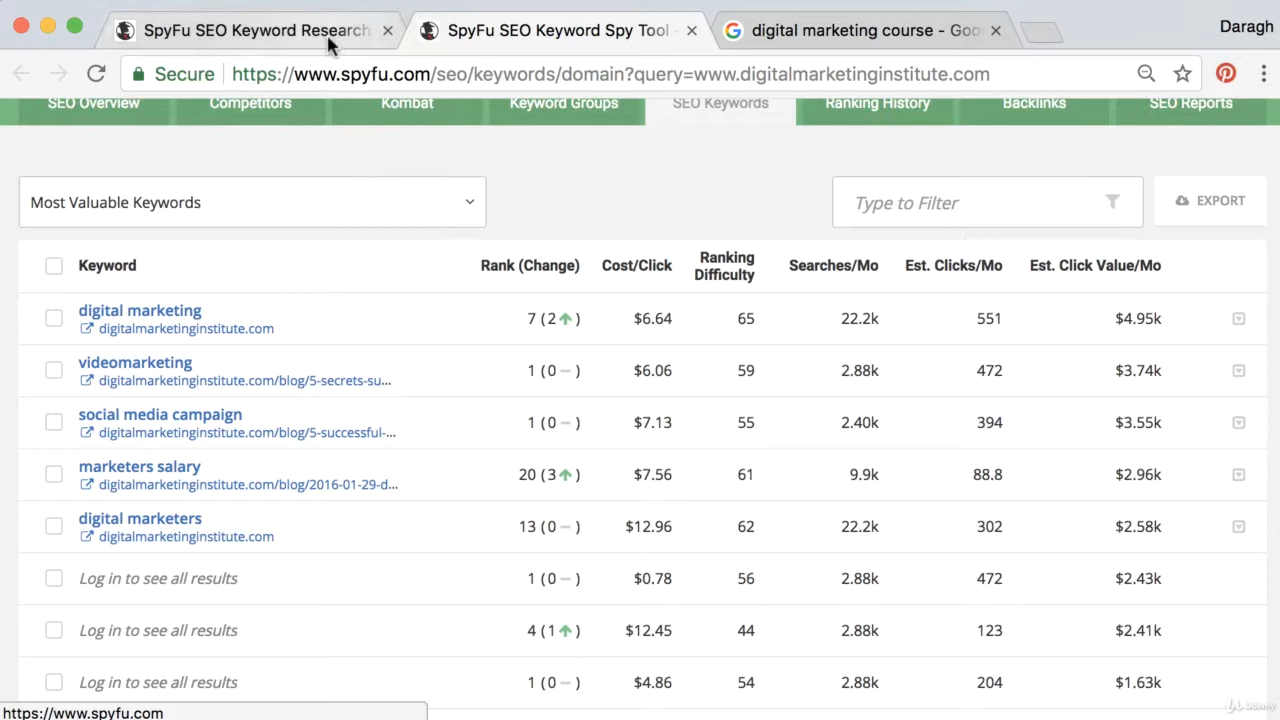 SpyFu SEO Keyword Research
SpyFu SEO Keyword Spy Tool -
digital marketing course - Goo
Daragh
Secure
https://www.spyfu.com/seo/keywords/domain?query=www.digitalmarketinginstitute.com
SEO Overview
Competitors
Kombat
Keyword Groups
SEO Keywords
Ranking History
Backlinks
SEO Reports
Most Valuable Keywords
Type to Filter
EXPORT
Keyword Rank (Change) Cost/Click Ranking Difficulty Searches/Mo Est. Clicks/Mo Est. Click Value/Mo
digital marketing 7 (2 ) $6.64 65 22.2k 551 $4.95k
digitalmarketinginstitute.com
videomarketing 1 (0 – ) $6.06 59 2.88k 472 $3.74k
digitalmarketinginstitute.com/blog/5-secrets-su...
social media campaign 1 (0 – ) $7.13 55 2.40k 394 $3.55k
digitalmarketinginstitute.com/blog/5-successful-...
marketers salary 20 (3 ) $7.56 61 9.9k 88.8 $2.96k
digitalmarketinginstitute.com/blog/2016-01-29-d...
digital marketers 13 (0 – ) $12.96 62 22.2k 302 $2.58k
digitalmarketinginstitute.com
Log in to see all results 1 (0 – ) $0.78 56 2.88k 472 $2.43k
Log in to see all results 4 (1 ) $12.45 44 2.88k 123 $2.41k
Log in to see all results 1 (0 – ) $4.86 54 2.88k 204 $1.63k
https://www.spyfu.com
Udemy